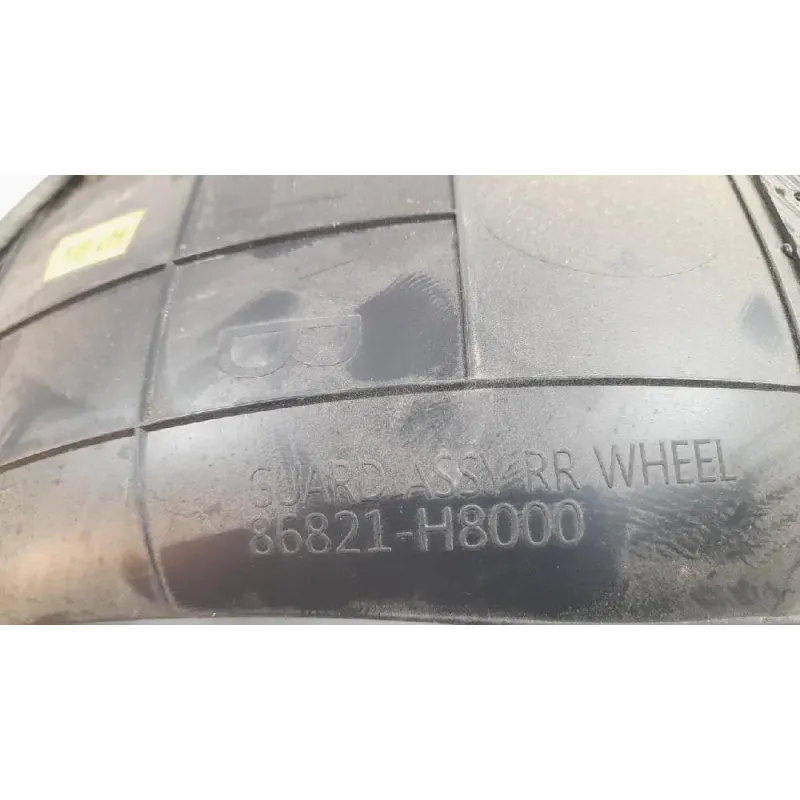 B
GUARD ASSY RR WHEEL
86821-H8000